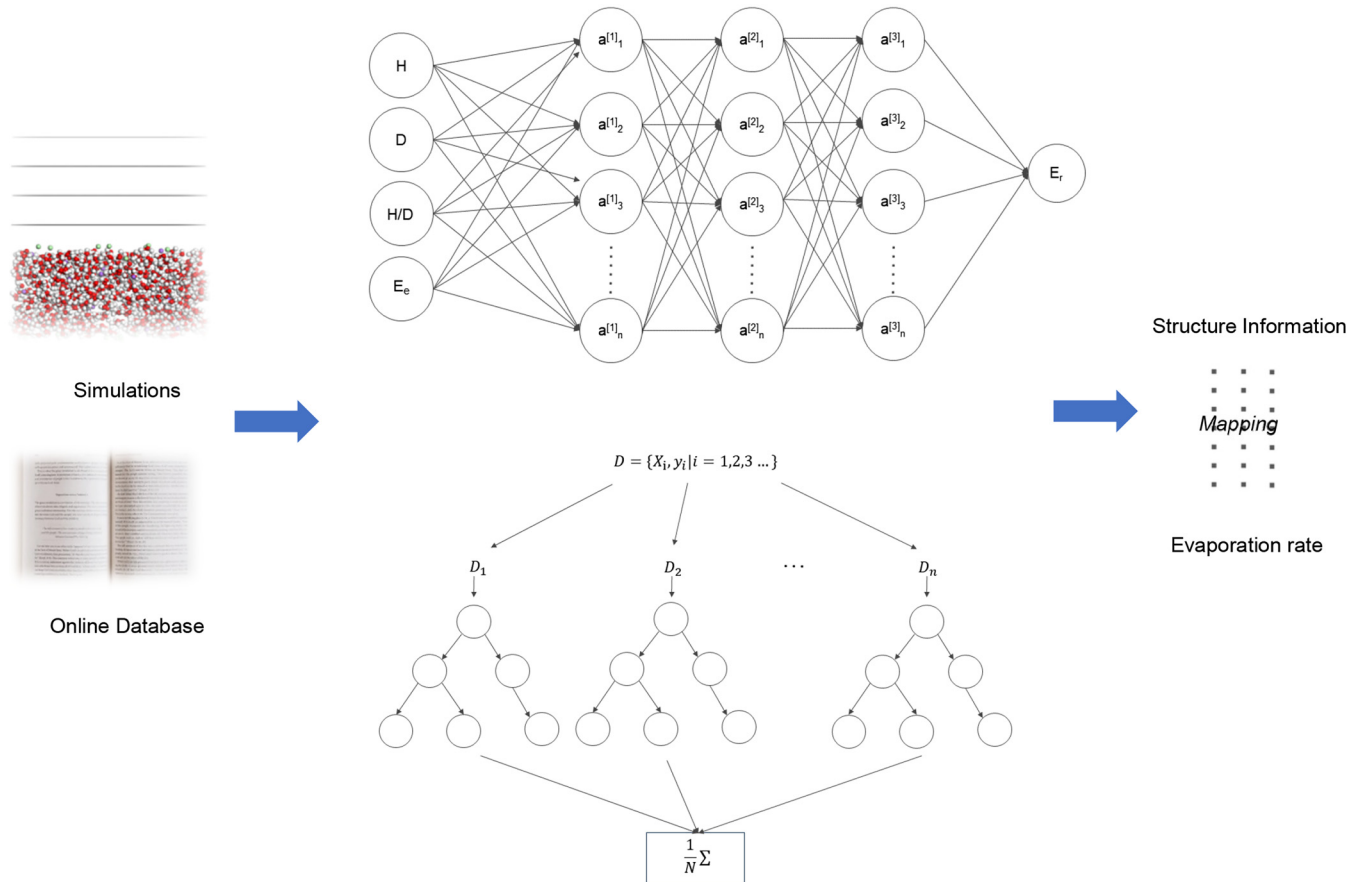 H
D
H/D
Eₑ
a[1]₁
a[1]₂
a[1]₃
......
a[1]ₙ
a[2]₁
a[2]₂
a[2]₃
......
a[2]ₙ
a[3]₁
a[3]₂
a[3]₃
......
a[3]ₙ
Eᵣ
Simulations
Online Database
D = {Xᵢ, yᵢ|i = 1,2,3 ...}
D₁
D₂
...
Dₙ
1/N Σ
Structure Information
Mapping
Evaporation rate